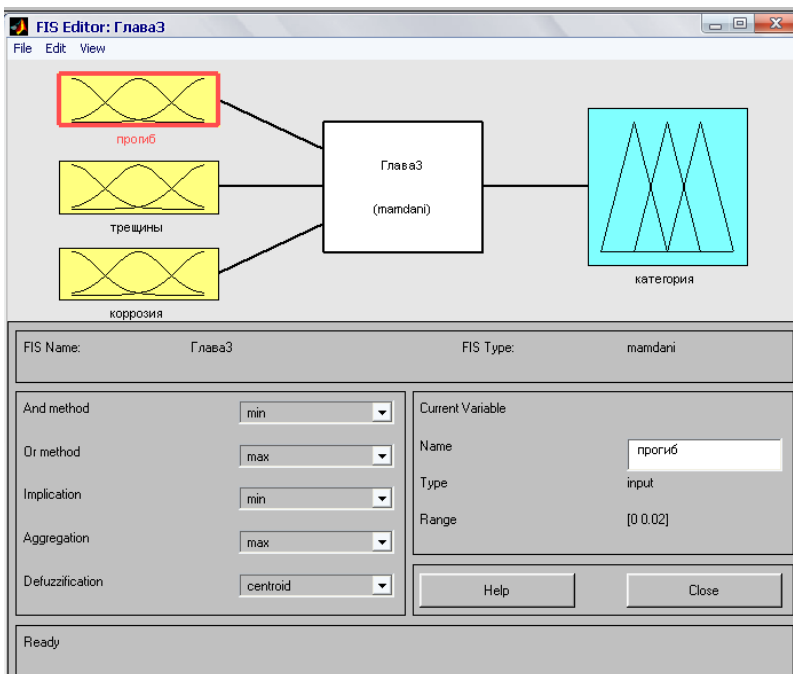 FIS Editor: Глава3
File Edit View
прогиб
трещины
коррозия
Глава3
(mamdani)
категория
FIS Name: Глава3 FIS Type: mamdani
And method min
Or method max
Implication min
Aggregation max
Defuzzification centroid
Current Variable
Name прогиб
Type input
Range [0 0.02]
Help Close
Ready